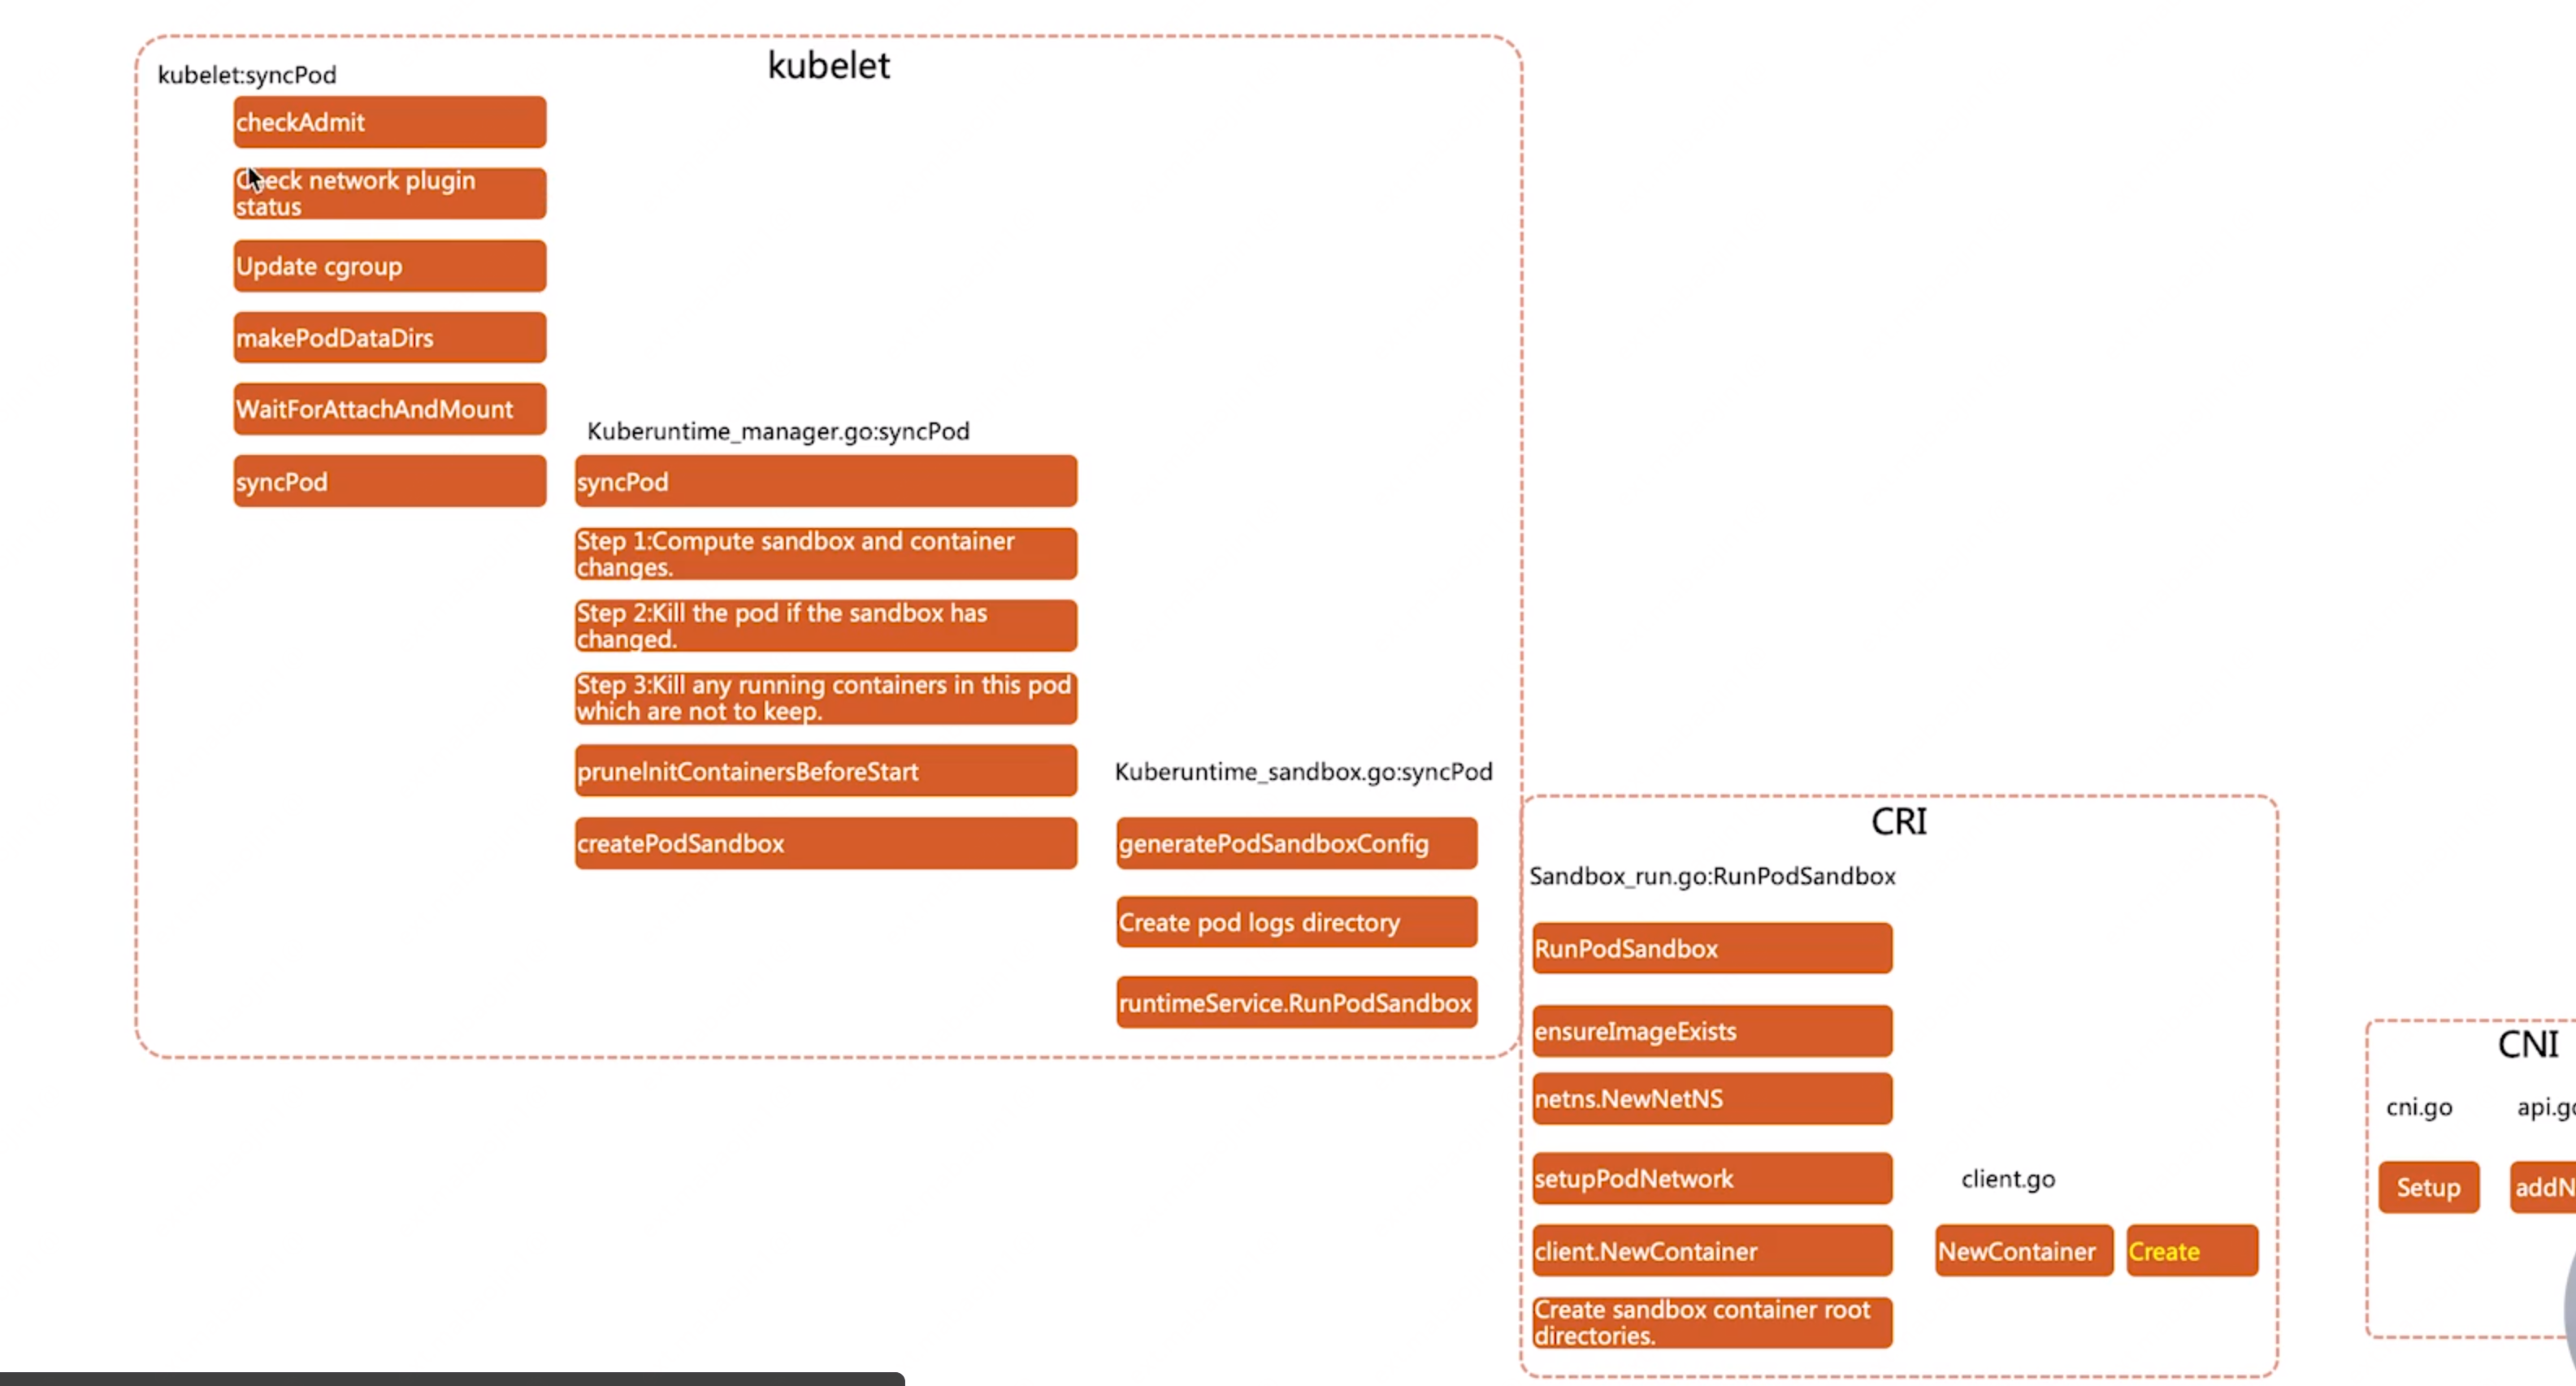 kubelet
kubelet:syncPod
checkAdmit
Check network plugin
status
Update cgroup
makePodDataDirs
WaitForAttachAndMount
syncPod
Kuberuntime_manager.go:syncPod
syncPod
Step 1:Compute sandbox and container
changes.
Step 2:Kill the pod if the sandbox has
changed.
Step 3:Kill any running containers in this pod
which are not to keep.
pruneInitContainersBeforeStart
createPodSandbox
Kuberuntime_sandbox.go:syncPod
generatePodSandboxConfig
Create pod logs directory
runtimeService.RunPodSandbox
CRI
Sandbox_run.go:RunPodSandbox
RunPodSandbox
ensureImageExists
netns.NewNetNS
setupPodNetwork
client.NewContainer
Create sandbox container root
directories.
client.go
NewContainer
Create
CNI
cni.go
Setup